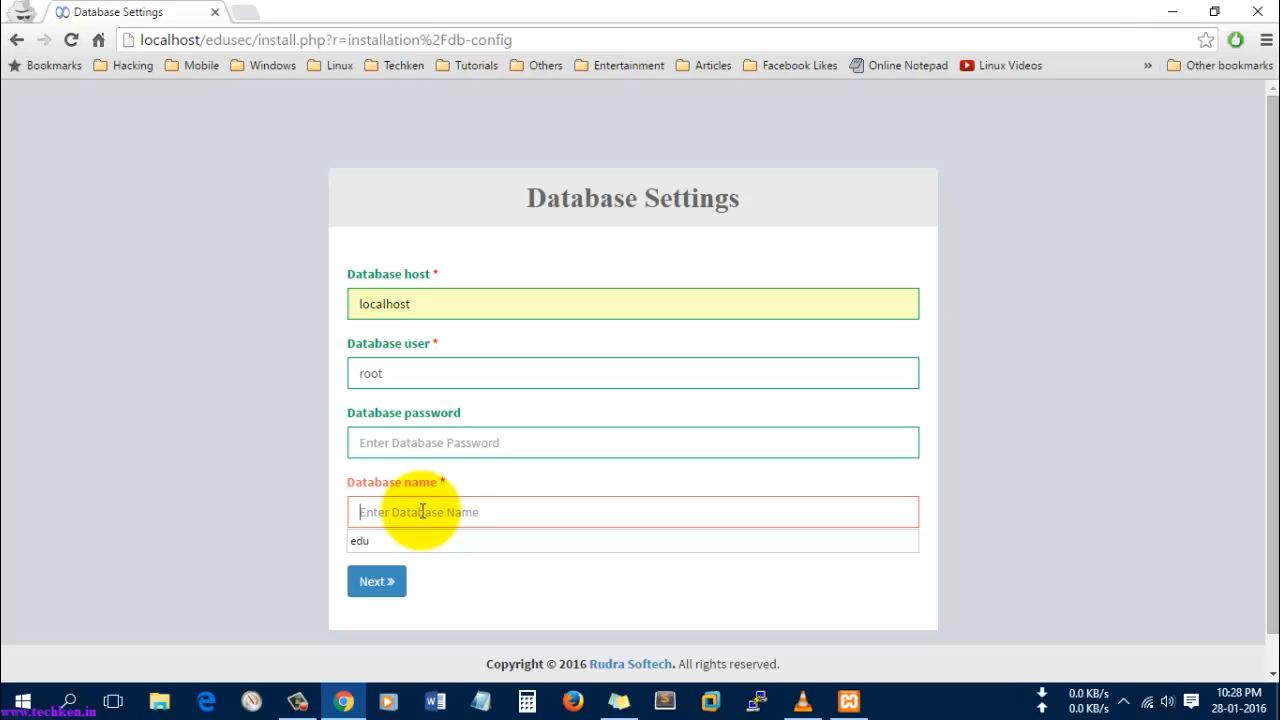 Database Settings
localhost/edusec/install.php?r=installation%2Fdb-config
Bookmarks Hacking Mobile Windows Linux Techken Tutorials Others Entertainment Articles Facebook Likes Online Notepad Linux Videos » Other bookmarks
Database Settings
Database host *
localhost
Database user *
root
Database password
Enter Database Password
Database name *
Enter Database Name
edu
Next »
Copyright © 2016 Rudra Softech. All rights reserved.
0.0 KB/s
0.0 KB/s
10:28 PM
28-01-2016
www.techken.in